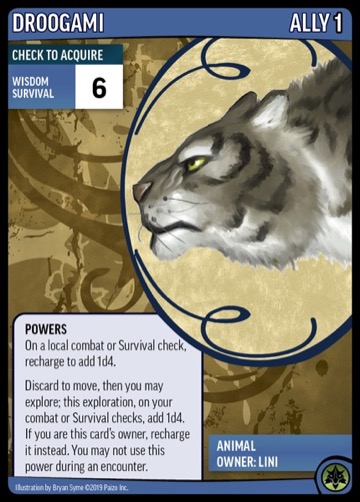 DROOGAMI
ALLY 1
CHECK TO ACQUIRE
WISDOM
SURVIVAL
6
POWERS
On a local combat or Survival check,
recharge to add 1d4.
Discard to move, then you may
explore; this exploration, on your
combat or Survival checks, add 1d4.
If you are this card's owner, recharge
it instead. You may not use this
power during an encounter.
ANIMAL
OWNER: LINI
Illustration by Bryan Syme ©2019 Paizo Inc.